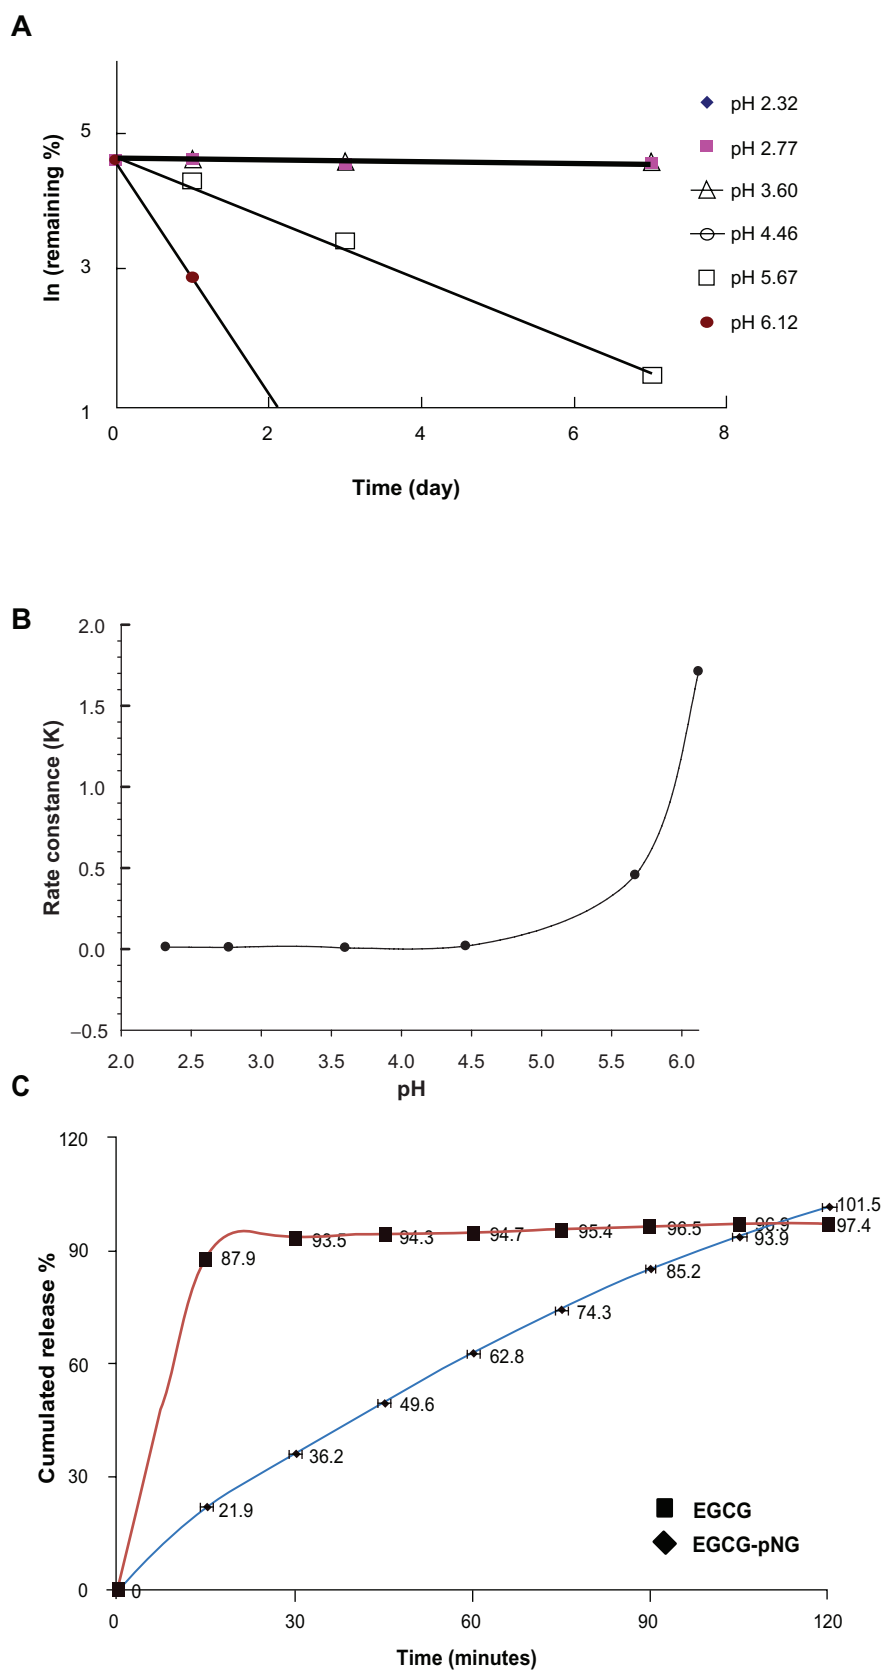 A
ln (remaining %)
5
3
1
0 2 4 6 8
Time (day)
pH 2.32
pH 2.77
pH 3.60
pH 4.46
pH 5.67
pH 6.12
B
Rate constance (K)
2.0
1.5
1.0
0.5
0.0
–0.5
2.0 2.5 3.0 3.5 4.0 4.5 5.0 5.5 6.0
pH
C
Cumulated release %
120
90
60
30
0
87.9
93.5
94.3
94.7
95.4
96.5
96.9
97.4
0
21.9
36.2
49.6
62.8
74.3
85.2
93.9
101.5
EGCG
EGCG-pNG
0 30 60 90 120
Time (minutes)